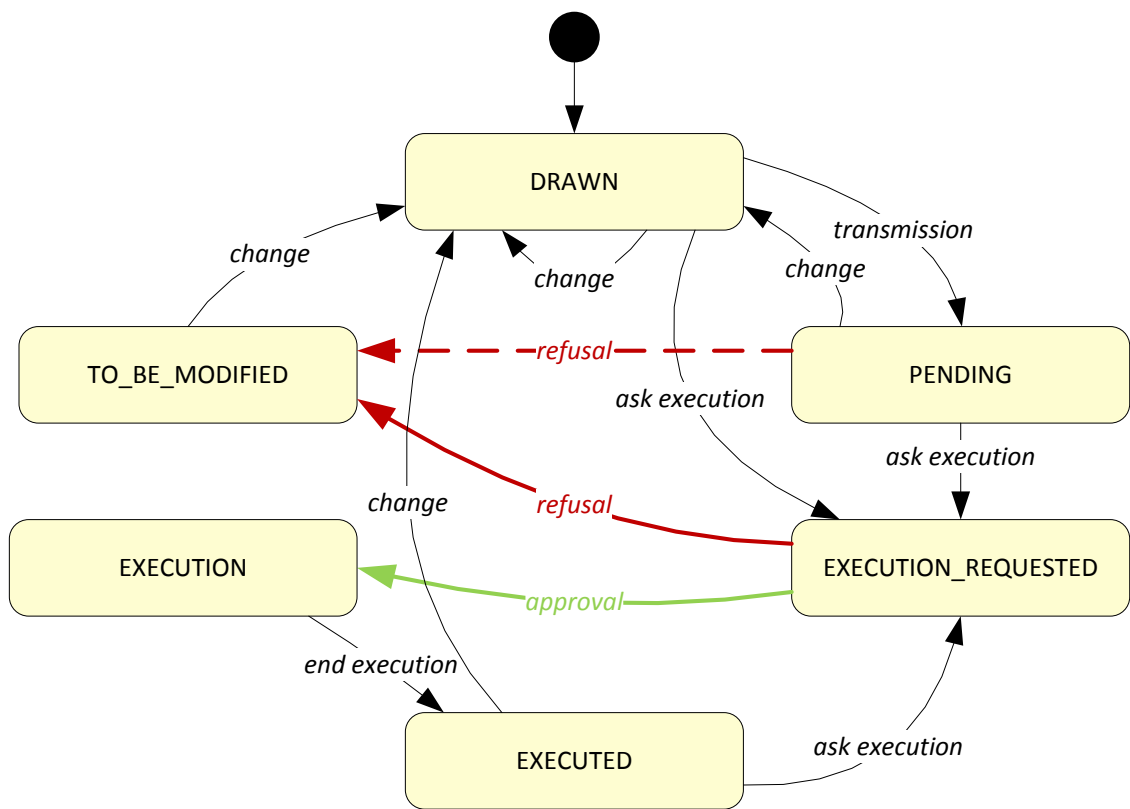 DRAWN
transmission
change
change
change
TO_BE_MODIFIED
refusal
PENDING
ask execution
ask execution
change
refusal
EXECUTION
EXECUTION_REQUESTED
approval
end execution
EXECUTED
ask execution